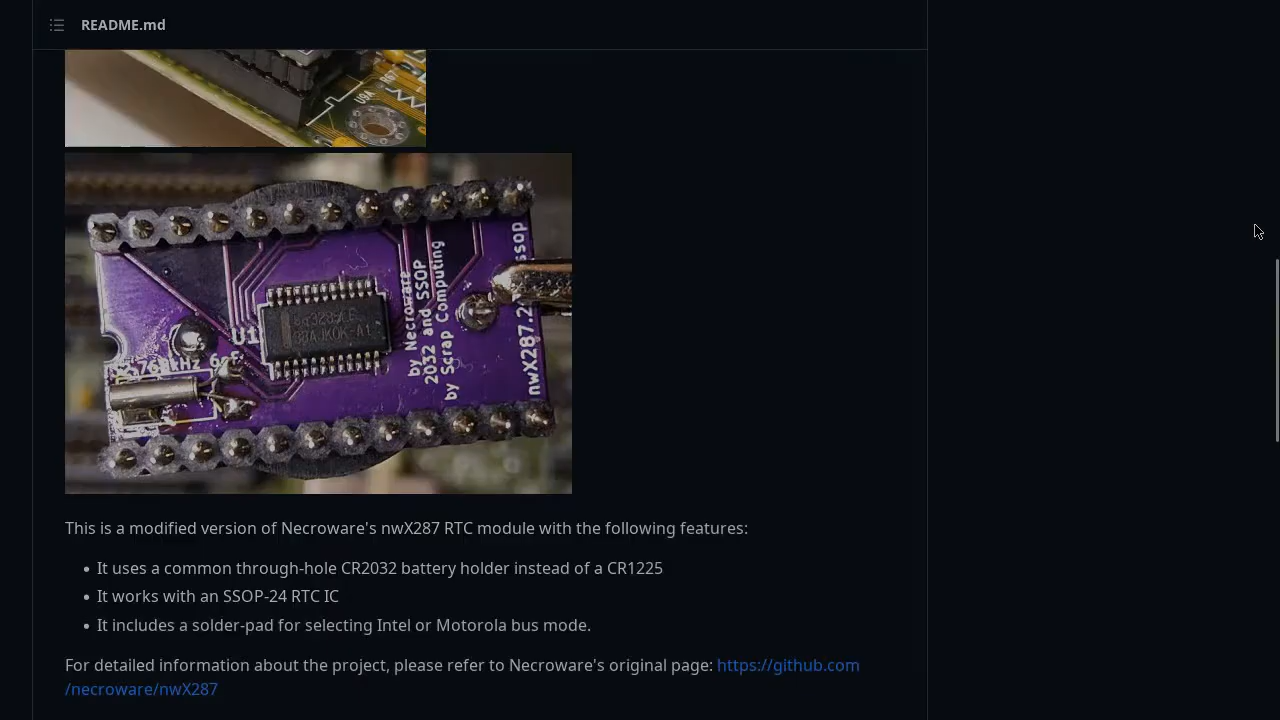 README.md
USA
R67
by Necroware
2032 and SSOP
by Scrap Computing
U1
This is a modified version of Necroware's nwX287 RTC module with the following features:
It uses a common through-hole CR2032 battery holder instead of a CR1225
It works with an SSOP-24 RTC IC
It includes a solder-pad for selecting Intel or Motorola bus mode.
For detailed information about the project, please refer to Necroware's original page: https://github.com
/necroware/nwX287